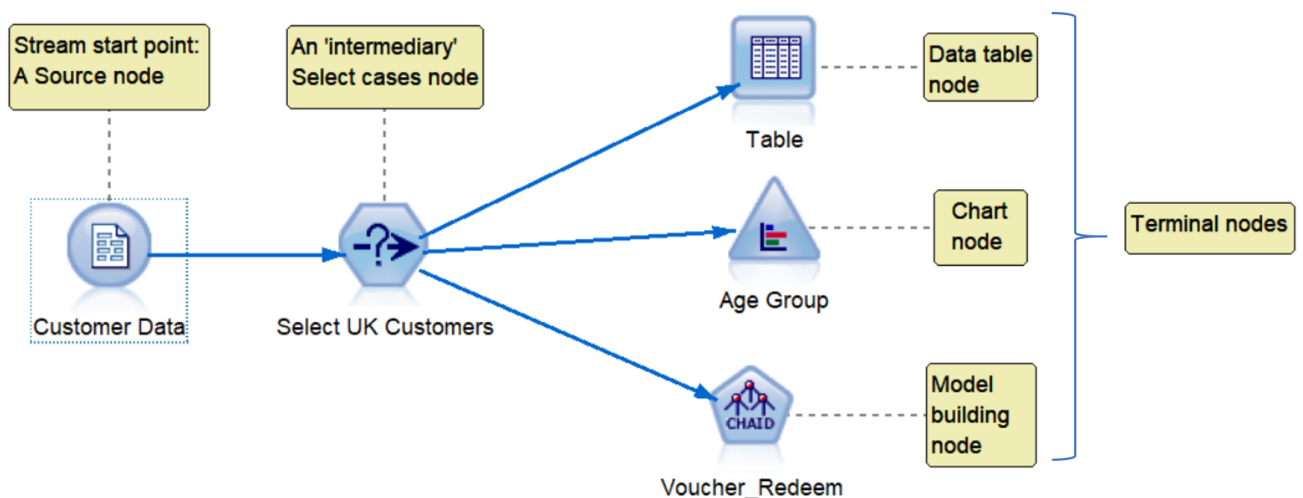 Stream start point:
A Source node
An 'intermediary'
Select cases node
Data table
node
Table
Chart
node
Terminal nodes
Age Group
Customer Data
Select UK Customers
Model
building
node
CHAID
Voucher_Redeem